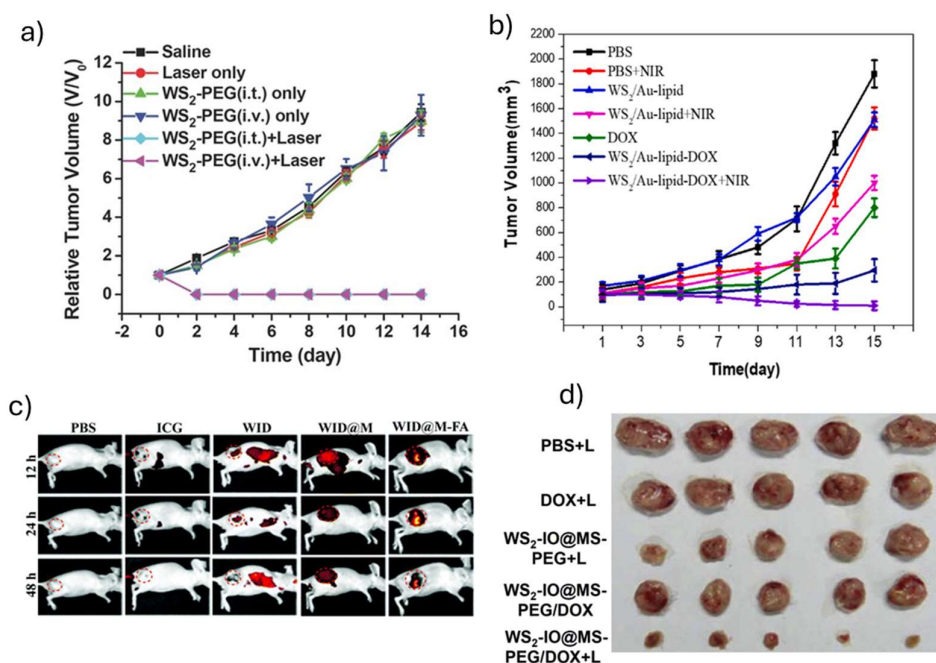 a)
Relative Tumor Volume (V/V₀)
14
12
10
8
6
4
2
0
-2
Saline
Laser only
WS₂-PEG(i.t.) only
WS₂-PEG(i.v.) only
WS₂-PEG(i.t.)+Laser
WS₂-PEG(i.v.)+Laser
-2 0 2 4 6 8 10 12 14 16
Time (day)
b)
Tumor Volume(mm³)
2200
2000
1800
1600
1400
1200
1000
800
600
400
200
0
PBS
PBS+NIR
WS₂/Au-lipid
WS₂/Au-lipid+NIR
DOX
WS₂/Au-lipid-DOX
WS₂/Au-lipid-DOX+NIR
1 3 5 7 9 11 13 15
Time(day)
c)
PBS ICG WID WID@M WID@M-FA
12 h
24 h
48 h
d)
PBS+L
DOX+L
WS₂-IO@MS-
PEG+L
WS₂-IO@MS-
PEG/DOX
WS₂-IO@MS-
PEG/DOX+L